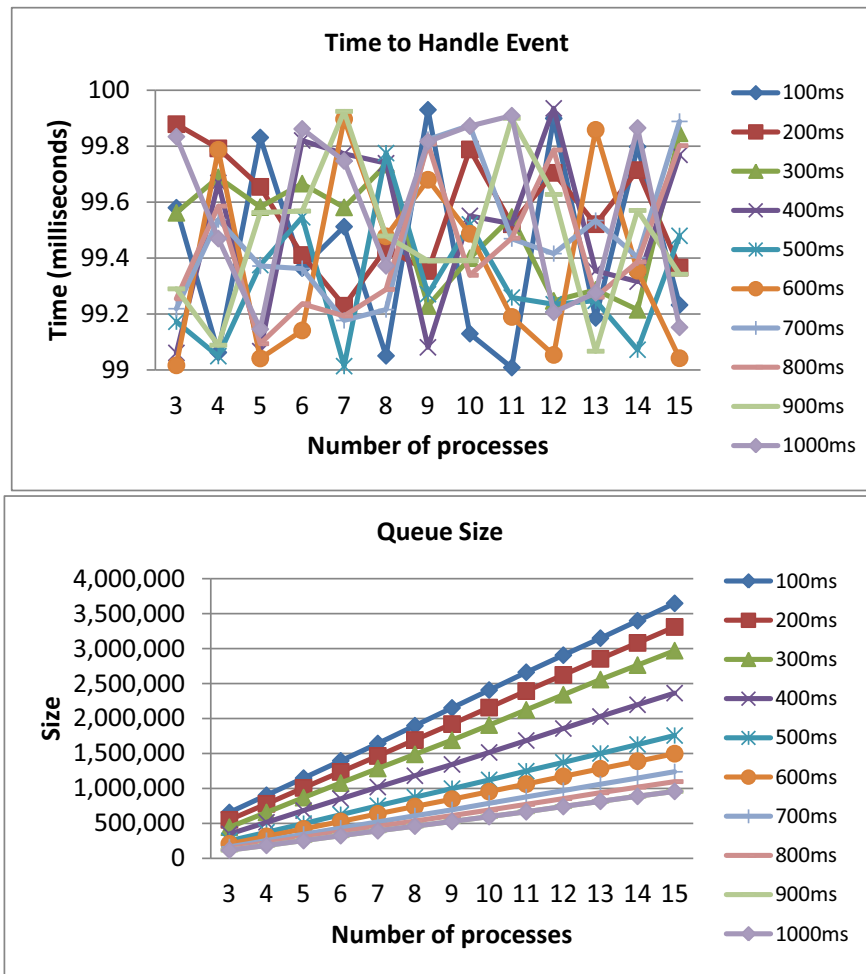 Time to Handle Event
Time (milliseconds)
100
99.8
99.6
99.4
99.2
99
3 4 5 6 7 8 9 10 11 12 13 14 15
Number of processes
100ms
200ms
300ms
400ms
500ms
600ms
700ms
800ms
900ms
1000ms
Queue Size
Size
4,000,000
3,500,000
3,000,000
2,500,000
2,000,000
1,500,000
1,000,000
500,000
0
3 4 5 6 7 8 9 10 11 12 13 14 15
Number of processes
100ms
200ms
300ms
400ms
500ms
600ms
700ms
800ms
900ms
1000ms